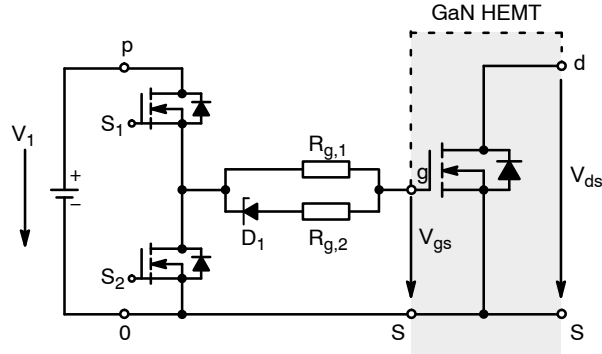 GaN HEMT
p
d
S1
V1
+
−
Rg,1
g
Vds
D1
Rg,2
Vgs
S2
0
S
S